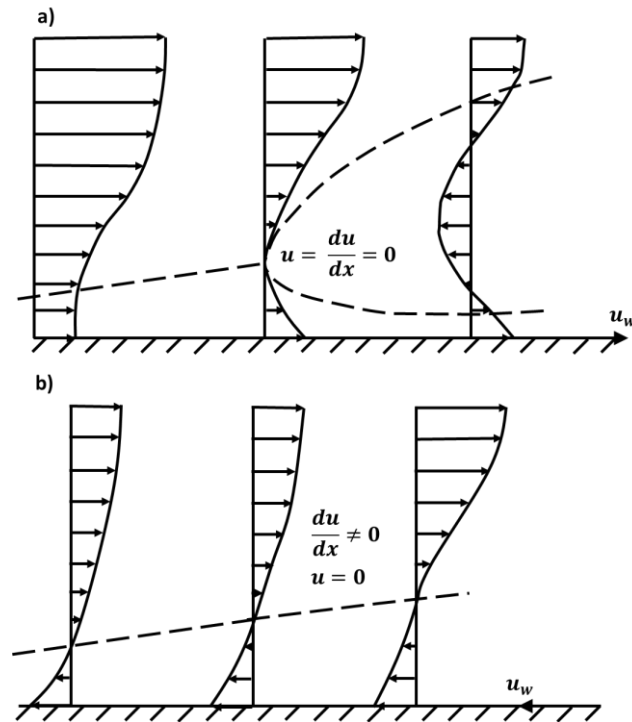 a)
u = du/dx = 0
u_w
b)
du/dx ≠ 0
u = 0
u_w